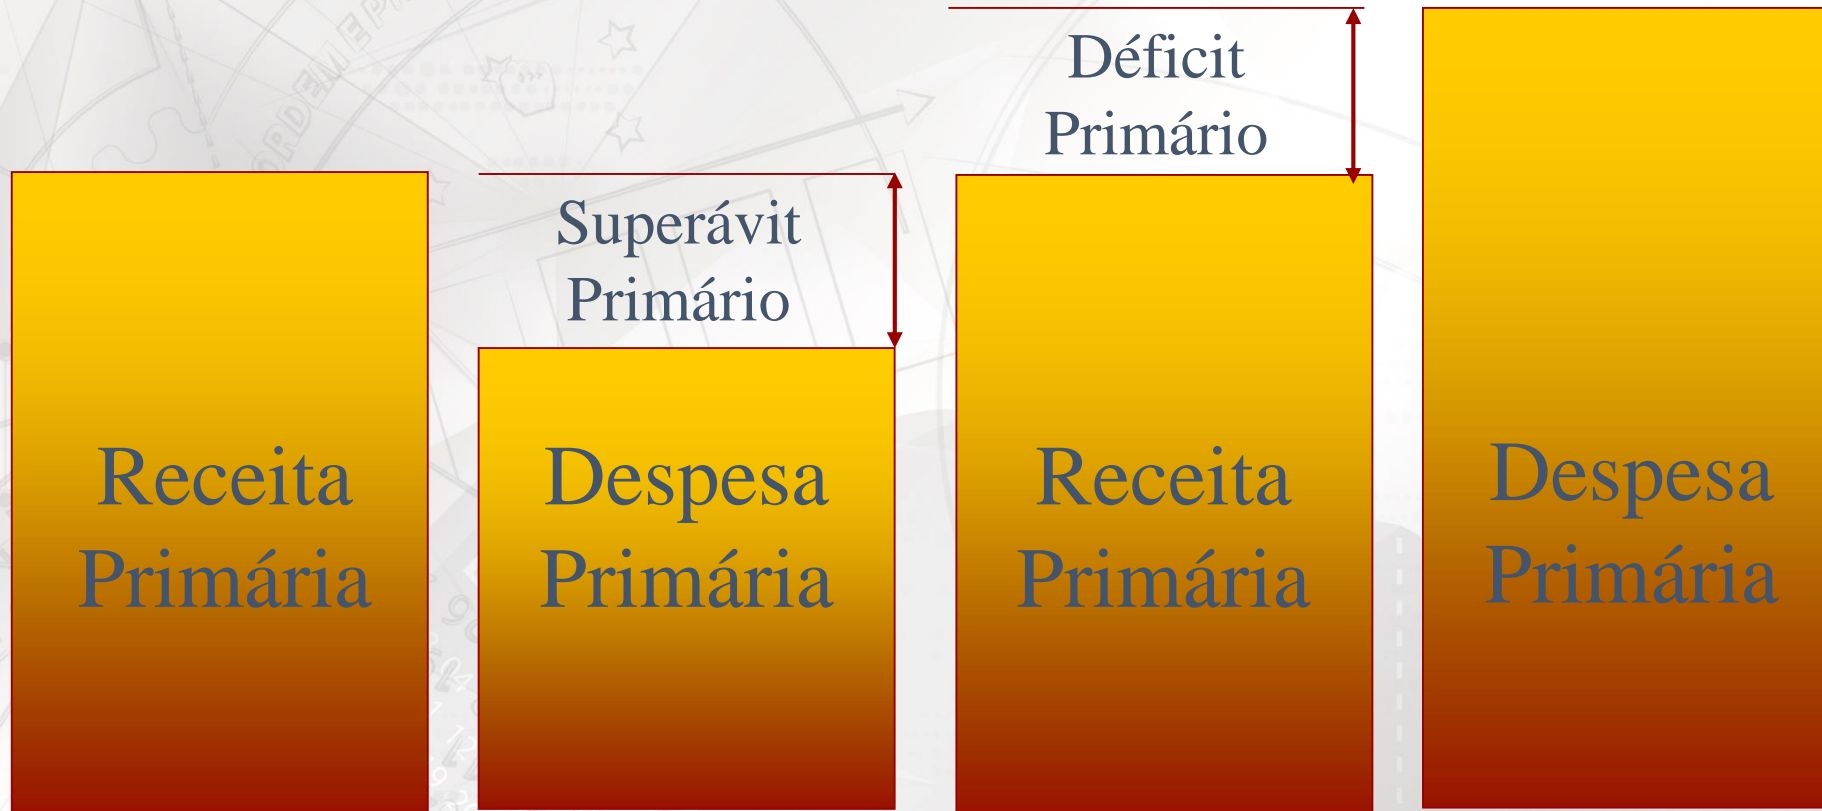 Receita
Primária
Superávit
Primário
Despesa
Primária
Déficit
Primário
Receita
Primária
Despesa
Primária